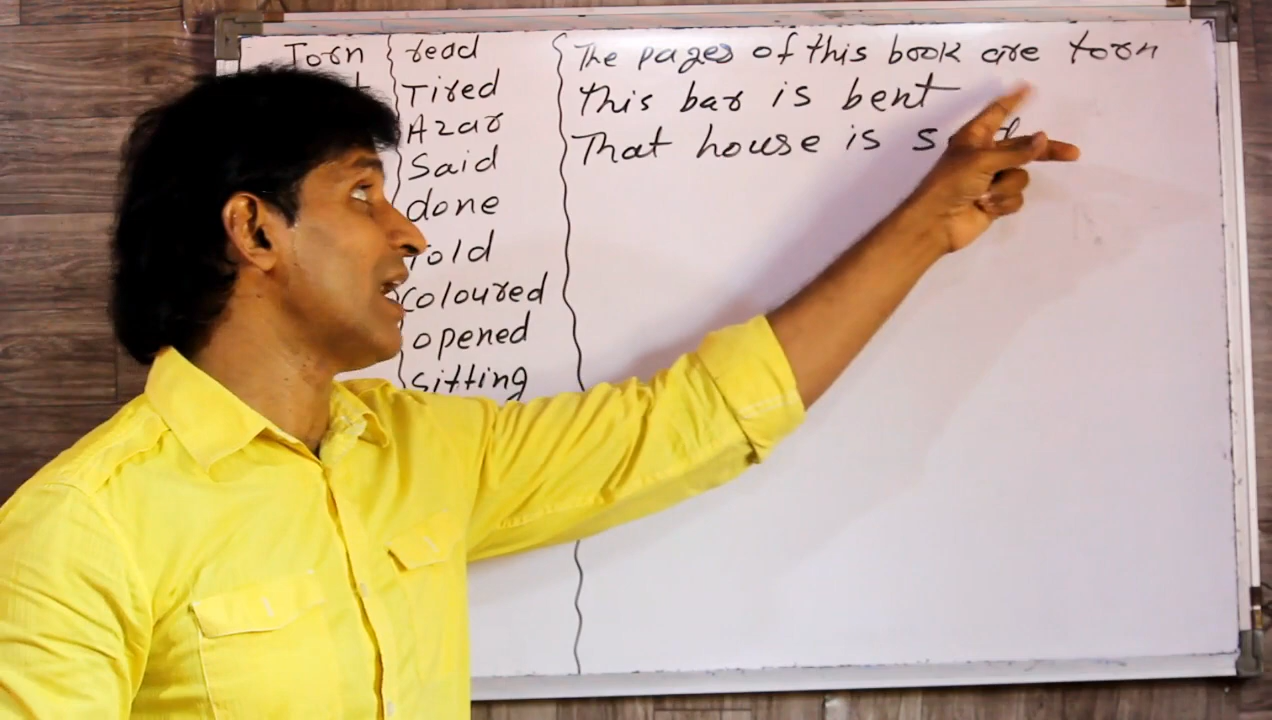 Torn
read
Tired
Azar
Said
done
told
coloured
opened
sitting
The pages of this book are torn
this bar is bent
That house is